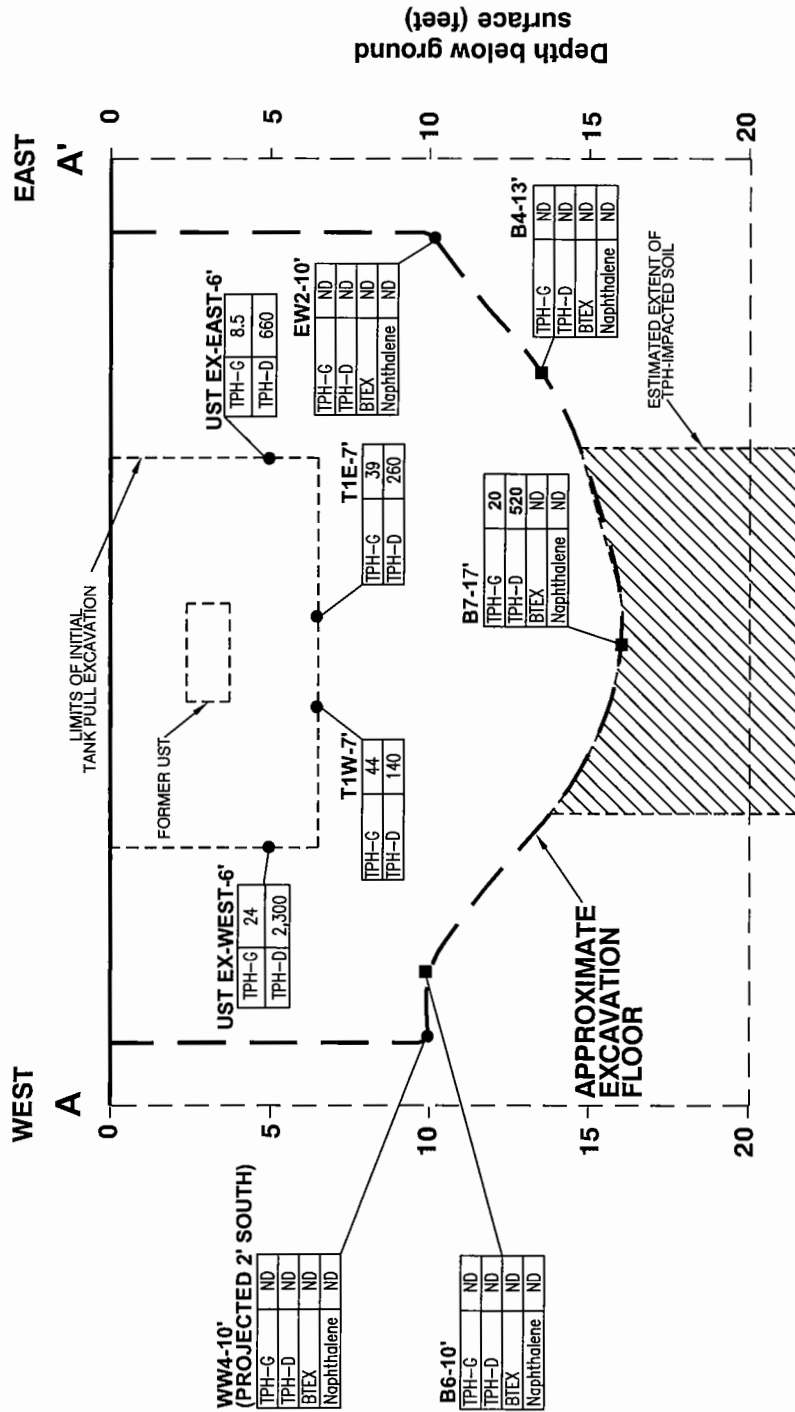 WEST
EAST
A
A'
0
5
10
15
20
0
5
10
15
20
Depth below ground
surface (feet)
LIMITS OF INITIAL
TANK PULL EXCAVATION
FORMER UST
UST EX-WEST-6'
TPH-G 24
TPH-D 2,300
UST EX-EAST-6'
TPH-G 8.5
TPH-D 660
T1W-7'
TPH-G 44
TPH-D 140
T1E-7'
TPH-G 39
TPH-D 260
WW4-10'
(PROJECTED 2' SOUTH)
TPH-G ND
TPH-D ND
BTEX ND
Naphthalene ND
EW2-10'
TPH-G ND
TPH-D ND
BTEX ND
Naphthalene ND
B6-10'
TPH-G ND
TPH-D ND
BTEX ND
Naphthalene ND
B7-17'
TPH-G 20
TPH-D 520
BTEX ND
Naphthalene ND
B4-13'
TPH-G ND
TPH-D ND
BTEX ND
Naphthalene ND
APPROXIMATE
EXCAVATION
FLOOR
ESTIMATED EXTENT OF
TPH-IMPACTED SOIL